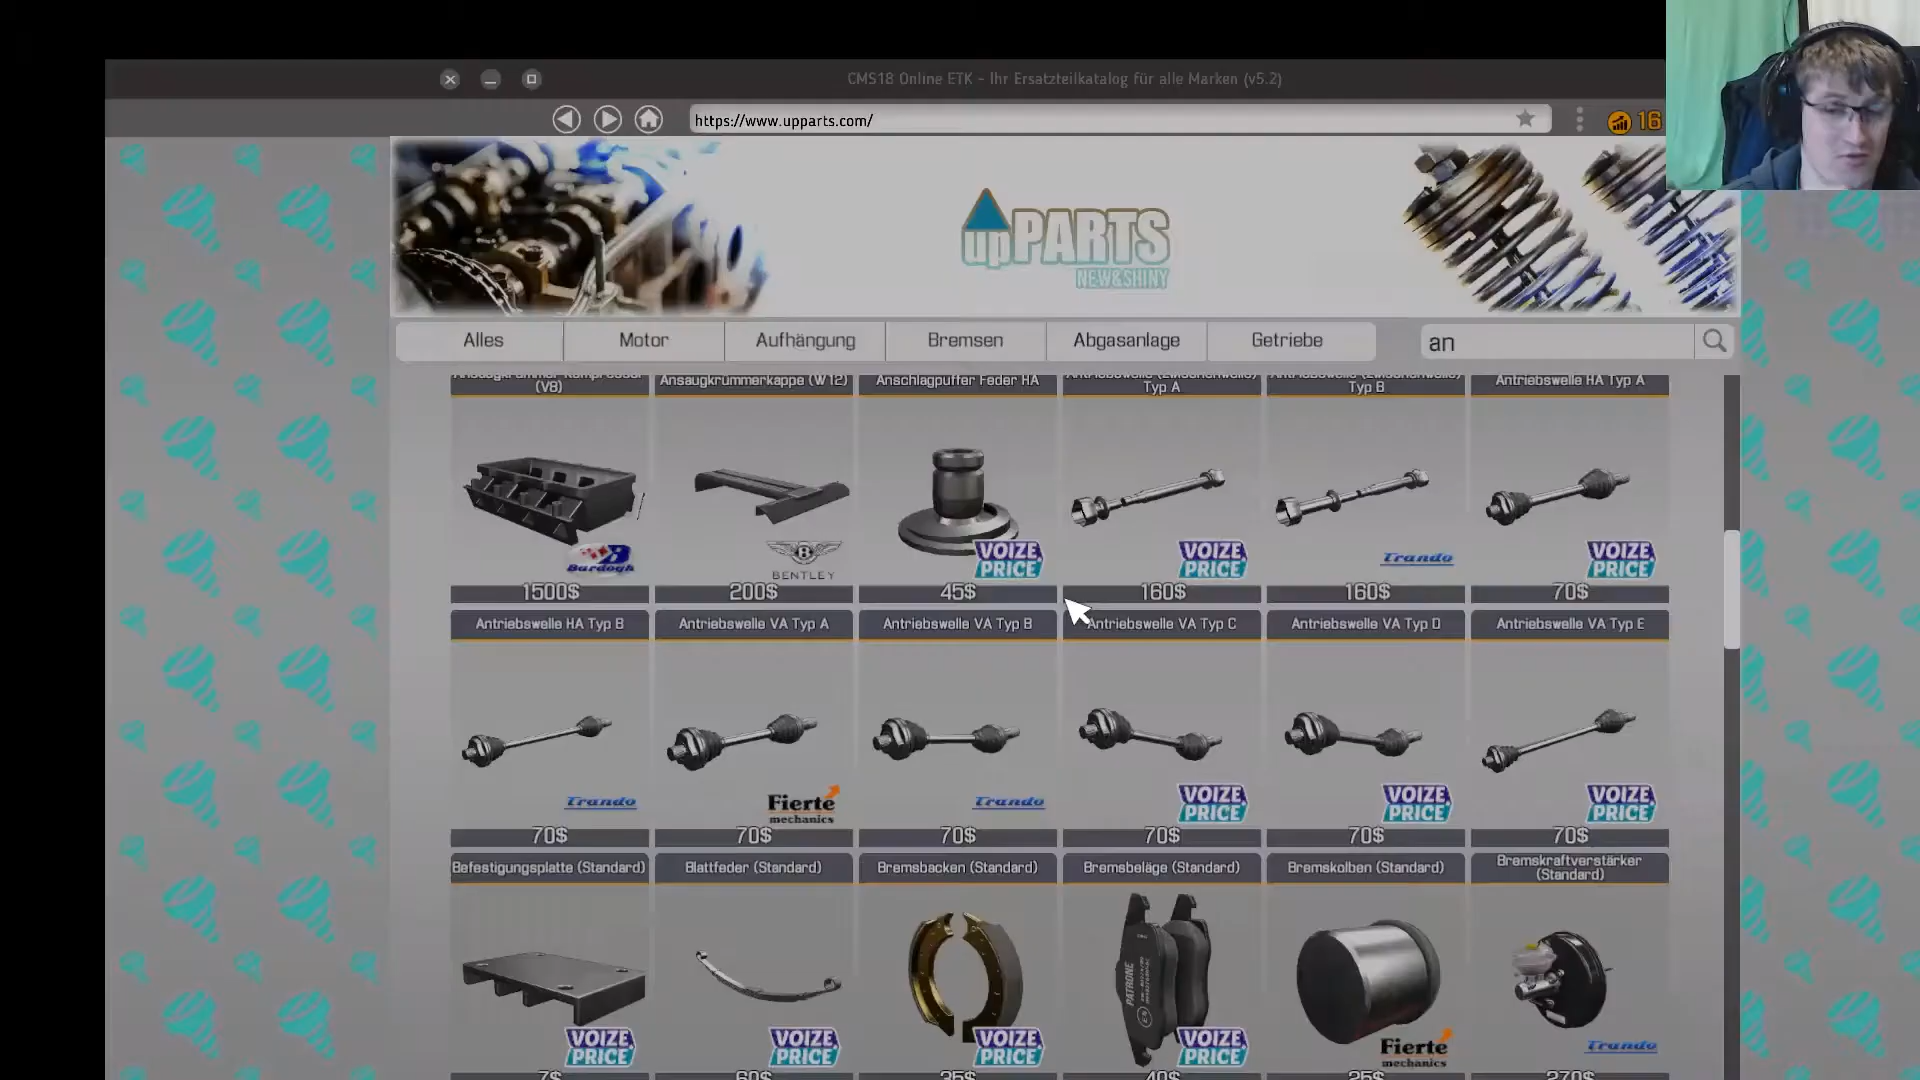 CMS18 Online ETK - Ihr Ersatzteilkatalog für alle Marken (v5.2)
https://www.upparts.com/
16
upPARTS
NEW&SHINY
Alles
Motor
Aufhängung
Bremsen
Abgasanlage
Getriebe
an
(V8)
Ansaugkrümmerkappe (W12)
Anschlagpuffer Feder HA
Typ A
Typ B
Antriebswelle HA Typ A
Bardogh
BENTLEY
VOIZE PRICE
VOIZE PRICE
Trando
VOIZE PRICE
1500$
200$
45$
160$
160$
70$
Antriebswelle HA Typ B
Antriebswelle VA Typ A
Antriebswelle VA Typ B
Antriebswelle VA Typ C
Antriebswelle VA Typ D
Antriebswelle VA Typ E
Trando
Fierte mechanics
Trando
VOIZE PRICE
VOIZE PRICE
VOIZE PRICE
70$
70$
70$
70$
70$
70$
Befestigungsplatte (Standard)
Blattfeder (Standard)
Bremsbacken (Standard)
Bremsbeläge (Standard)
Bremskolben (Standard)
Bremskraftverstärker (Standard)
PATRONE
VOIZE PRICE
VOIZE PRICE
VOIZE PRICE
VOIZE PRICE
Fierte mechanics
Trando